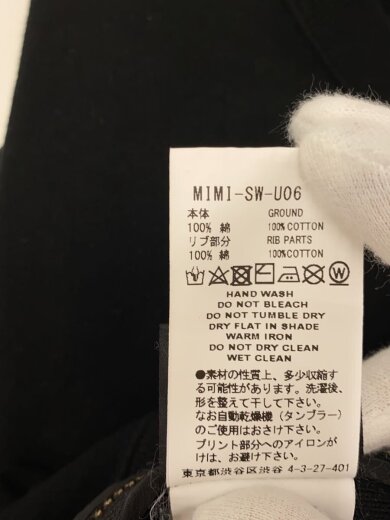 MIMI-SW-U06
本体 GROUND
100% 綿 100% COTTON
リブ部分 RIB PARTS
100% 綿 100% COTTON
HAND WASH
DO NOT BLEACH
DO NOT TUMBLE DRY
DRY FLAT IN SHADE
WARM IRON
DO NOT DRY CLEAN
WET CLEAN
●素材の性質上、多少収縮す
る可能性があります。洗濯後、
形を整えて干して下さい。
なお自動乾燥機(タンブラー)
のご使用はおさけ下さい。
プリント部分へのアイロンが
けは、お避け下さい。
東京都渋谷区渋谷 4-3-27-401